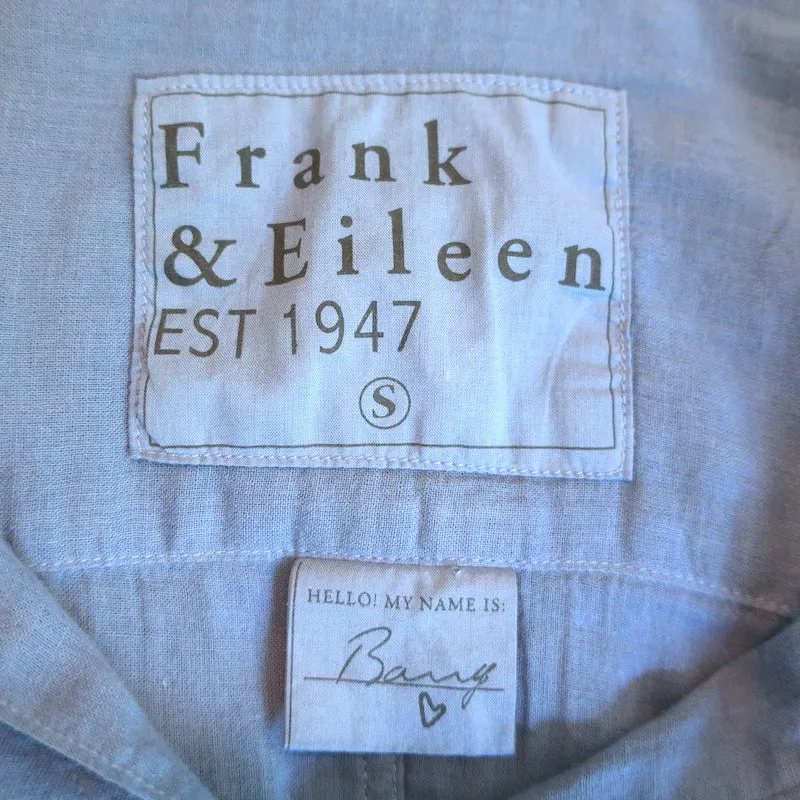 Frank
& Eileen
EST 1947
S
HELLO! MY NAME IS:
Barry